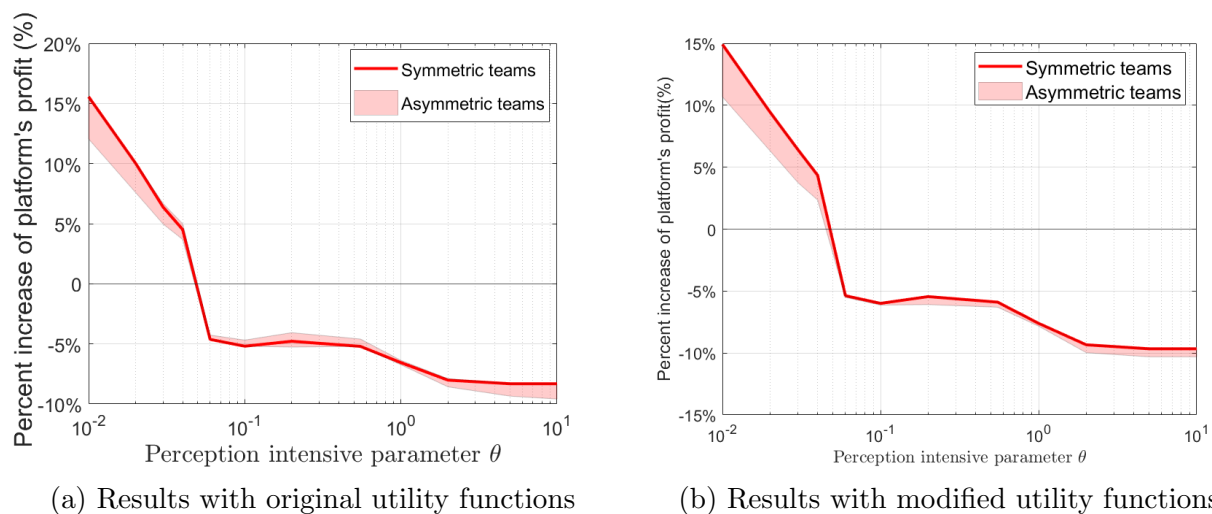 Percent increase of platform's profit (%)
20%
15%
10%
5%
0
-5%
-10%
Symmetric teams
Asymmetric teams
10^-2
10^-1
10^0
10^1
Perception intensive parameter θ
(a) Results with original utility functions
Percent increase of platform's profit(%)
15%
10%
5%
0
-5%
-10%
-15%
Symmetric teams
Asymmetric teams
10^-2
10^-1
10^0
10^1
Perception intensive parameter θ
(b) Results with modified utility functions